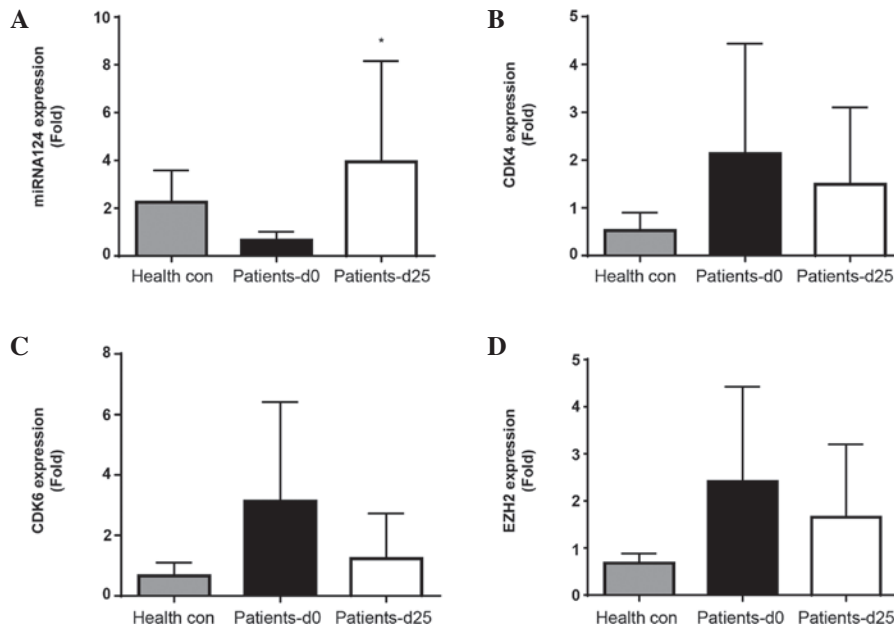 A
miRNA124 expression
(Fold)
10
8
6
4
2
0
*
Health con
Patients-d0
Patients-d25
B
CDK4 expression
(Fold)
5
4
3
2
1
0
Health con
Patients-d0
Patients-d25
C
CDK6 expression
(Fold)
8
6
4
2
0
Health con
Patients-d0
Patients-d25
D
EZH2 expression
(Fold)
5
4
3
2
1
0
Health con
Patients-d0
Patients-d25